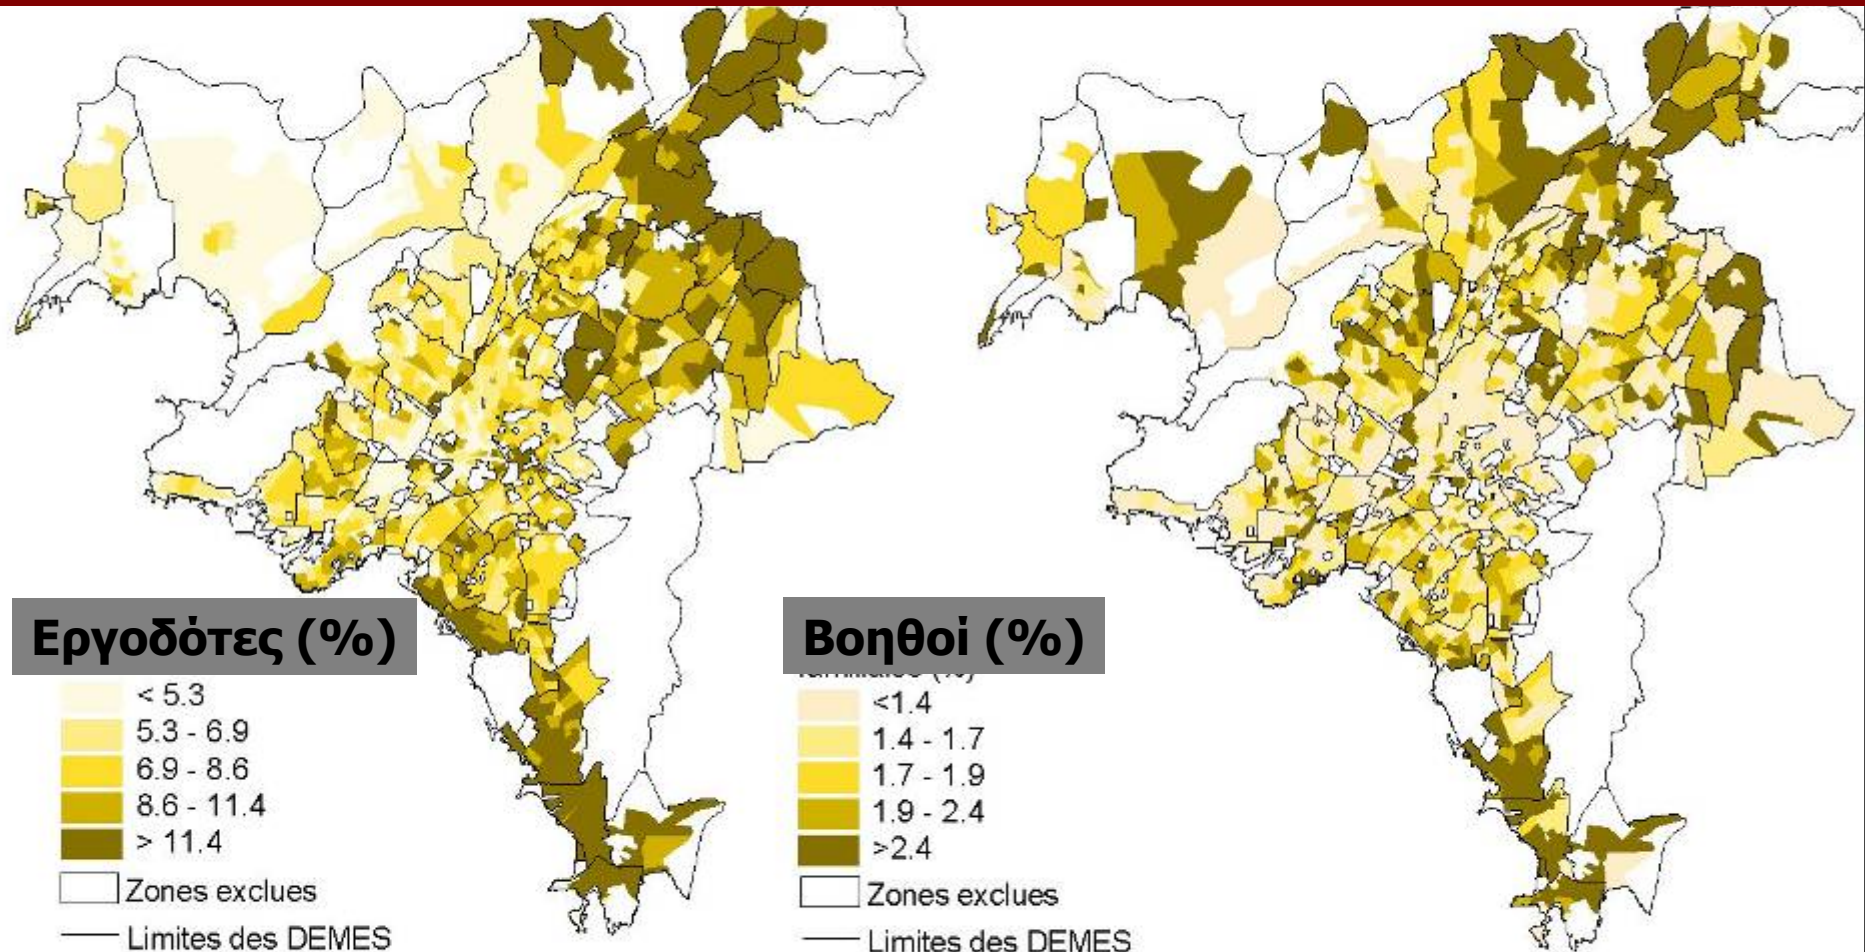 Εργοδότες (%)
< 5.3
5.3 - 6.9
6.9 - 8.6
8.6 - 11.4
> 11.4
Zones exclues
Limites des DEMES
Βοηθοί (%)
<1.4
1.4 - 1.7
1.7 - 1.9
1.9 - 2.4
>2.4
Zones exclues
Limites des DEMES